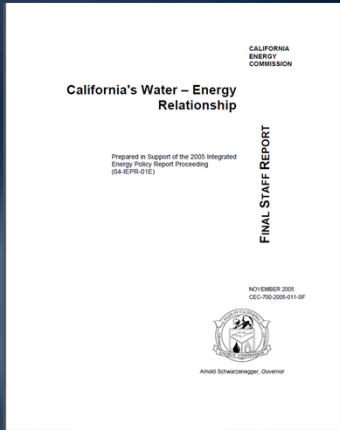 CALIFORNIA
ENERGY
COMMISSION
California's Water – Energy
Relationship
Prepared in Support of the 2005 Integrated
Energy Policy Report Proceeding
(04-IEPR-01E)
FINAL STAFF REPORT
NOVEMBER 2005
CEC-700-2005-011-SF
Arnold Schwarzenegger, Governor